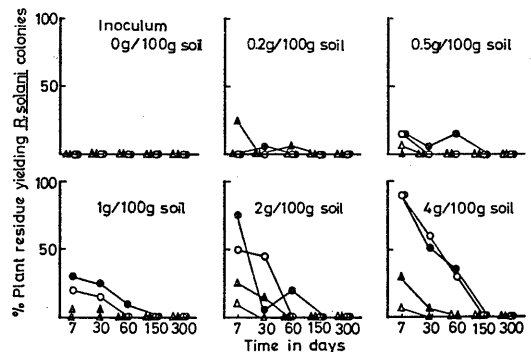 % Plant residue yielding R. solani colonies
100
50
Inoculum
0g/100g soil
0.2g/100g soil
0.5g/100g soil
100
50
1g/100g soil
2g/100g soil
4g/100g soil
7 30 60 150 300
7 30 60 150 300
7 30 60 150 300
Time in days